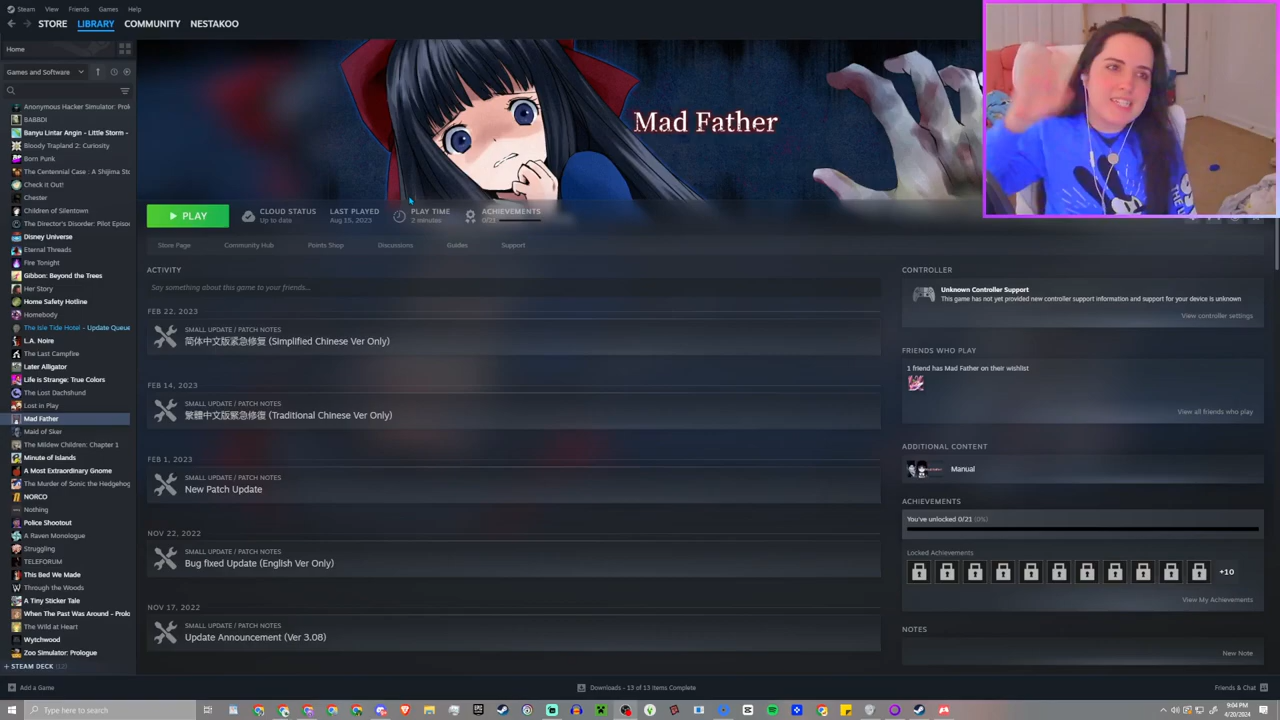 Steam View Friends Games Help
STORE LIBRARY COMMUNITY NESTAKOO
Home
Games and Software
Anonymous Hacker Simulator: Prol
BABBDI
Banyu Lintar Angin - Little Storm -
Bloody Trapland 2: Curiosity
Born Punk
The Centennial Case : A Shijima Sto
Check it Out!
Chester
Children of Silentown
The Director's Disorder: Pilot Episod
Disney Universe
Eternal Threads
Fire Tonight
Gibbon: Beyond the Trees
Her Story
Home Safety Hotline
Homebody
The Isle Tide Hotel - Update Queue
L.A. Noire
The Last Campfire
Later Alligator
Life is Strange: True Colors
The Lost Dachshund
Lost in Play
Mad Father
Maid of Sker
The Mildew Children: Chapter 1
Minute of Islands
A Most Extraordinary Gnome
The Murder of Sonic the Hedgehog
NORCO
Nothing
Police Shootout
A Raven Monologue
Struggling
TELEFORUM
This Bed We Made
Through the Woods
A Tiny Sticker Tale
When The Past Was Around - Prolo
The Wild at Heart
Wytchwood
Zoo Simulator: Prologue
+ STEAM DECK (12)
Add a Game
Mad Father
PLAY
CLOUD STATUS
Up to date
LAST PLAYED
Aug 15, 2023
PLAY TIME
2 minutes
ACHIEVEMENTS
Store Page Community Hub Points Shop Discussions Guides Support
ACTIVITY
Say something about this game to your friends...
FEB 22, 2023
SMALL UPDATE / PATCH NOTES
简体中文版紧急修复 (SImplified Chinese Ver Only)
FEB 14, 2023
SMALL UPDATE / PATCH NOTES
繁體中文版緊急修復 (Traditional Chinese Ver Only)
FEB 1, 2023
SMALL UPDATE / PATCH NOTES
New Patch Update
NOV 22, 2022
SMALL UPDATE / PATCH NOTES
Bug fixed Update (English Ver Only)
NOV 17, 2022
SMALL UPDATE / PATCH NOTES
Update Announcement (Ver 3.08)
CONTROLLER
Unknown Controller Support
This game has not yet provided new controller support information and support for your device is unknown
View controller settings
FRIENDS WHO PLAY
1 friend has Mad Father on their wishlist
View all friends who play
ADDITIONAL CONTENT
Manual
ACHIEVEMENTS
You've unlocked 0/21 (0%)
Locked Achievements
+10
View My Achievements
NOTES
New Note
Downloads - 13 of 13 Items Complete
Friends & Chat
Type here to search
9:04 PM
4/20/2024